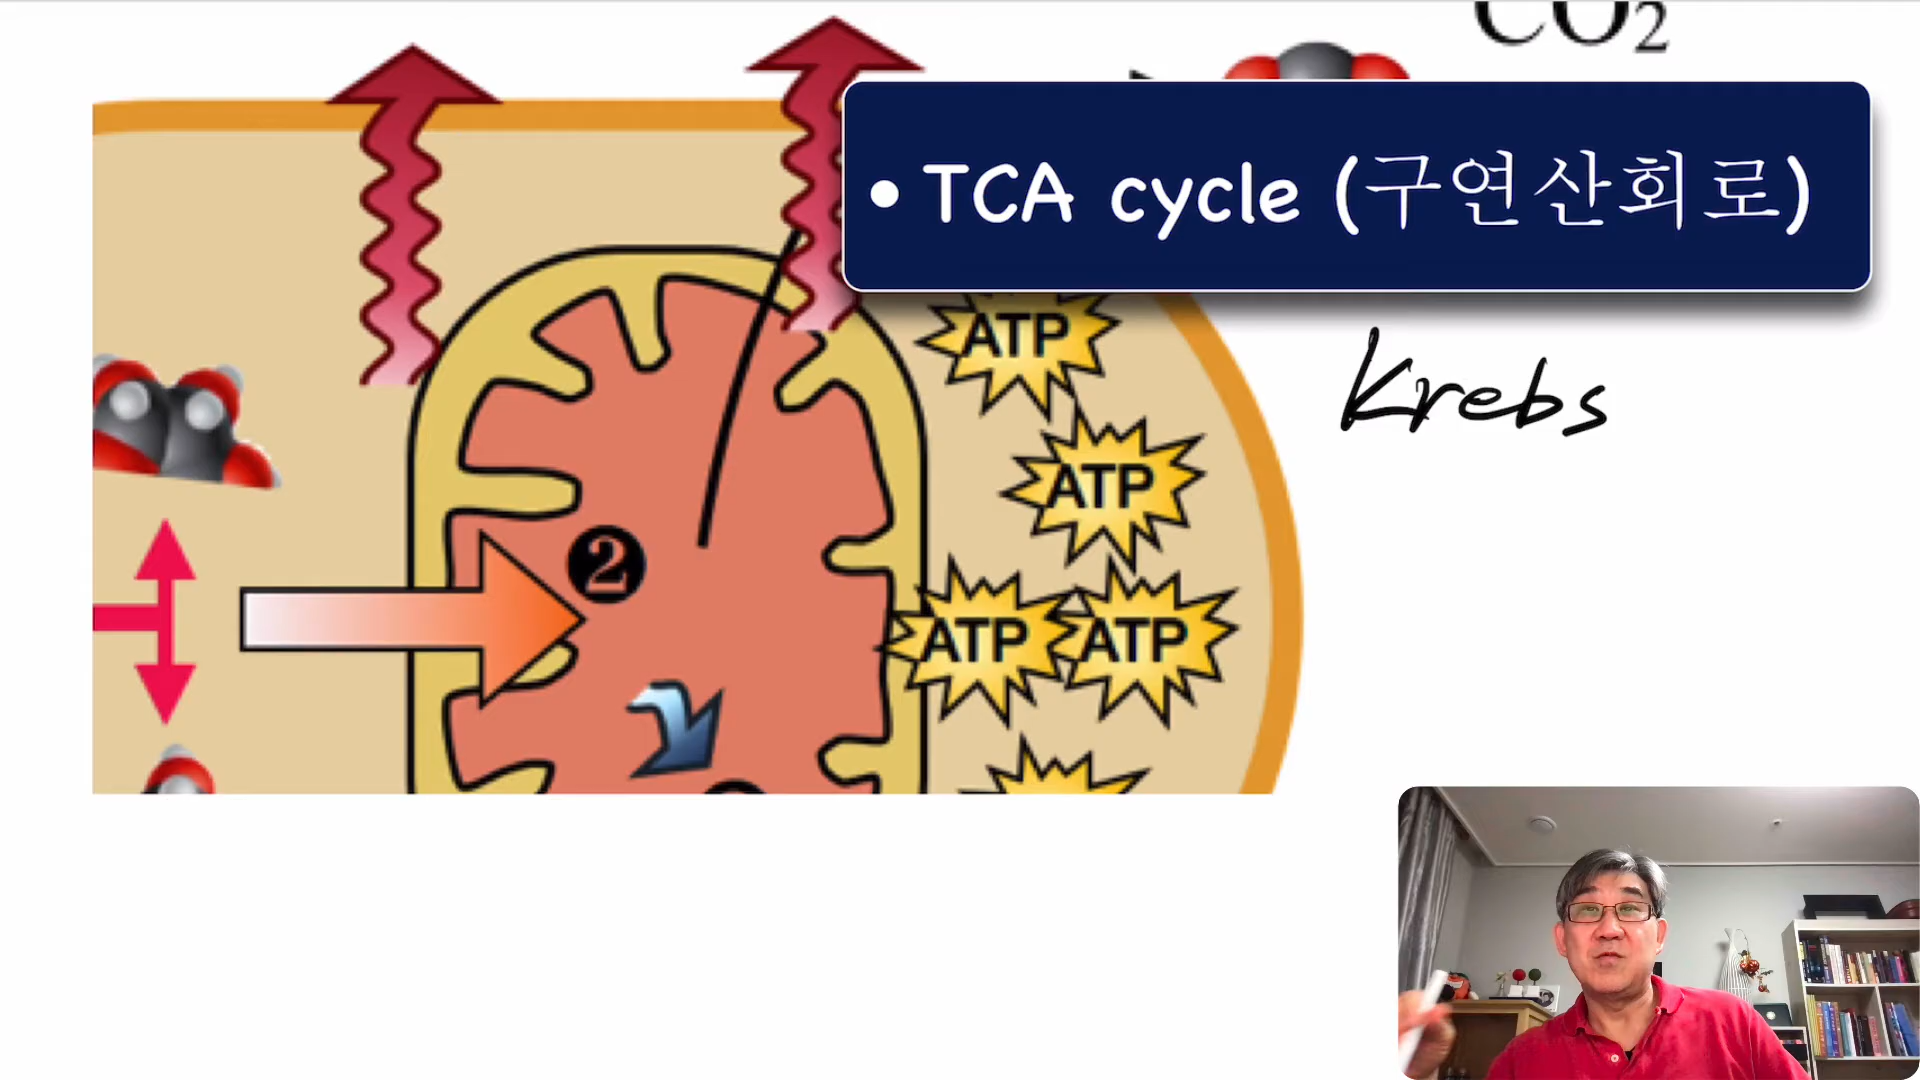 CO₂
• TCA cycle (구연산회로)
ATP
Krebs
ATP
2
ATP ATP